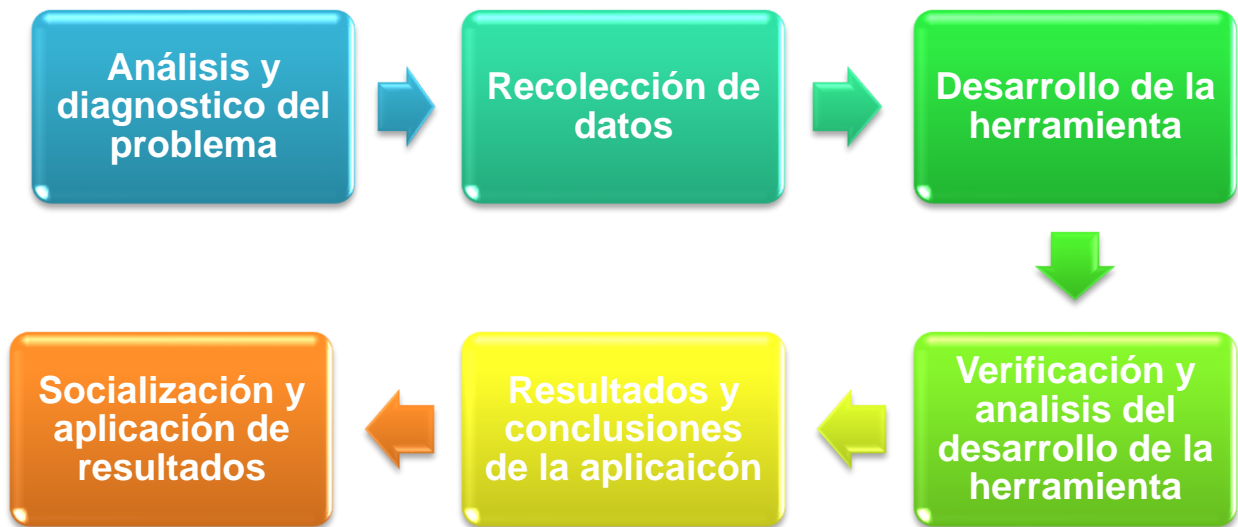 Análisis y
diagnostico del
problema
Recolección de
datos
Desarrollo de la
herramienta
Verificación y
analisis del
desarrollo de la
herramienta
Resultados y
conclusiones
de la aplicaicón
Socialización y
aplicación de
resultados